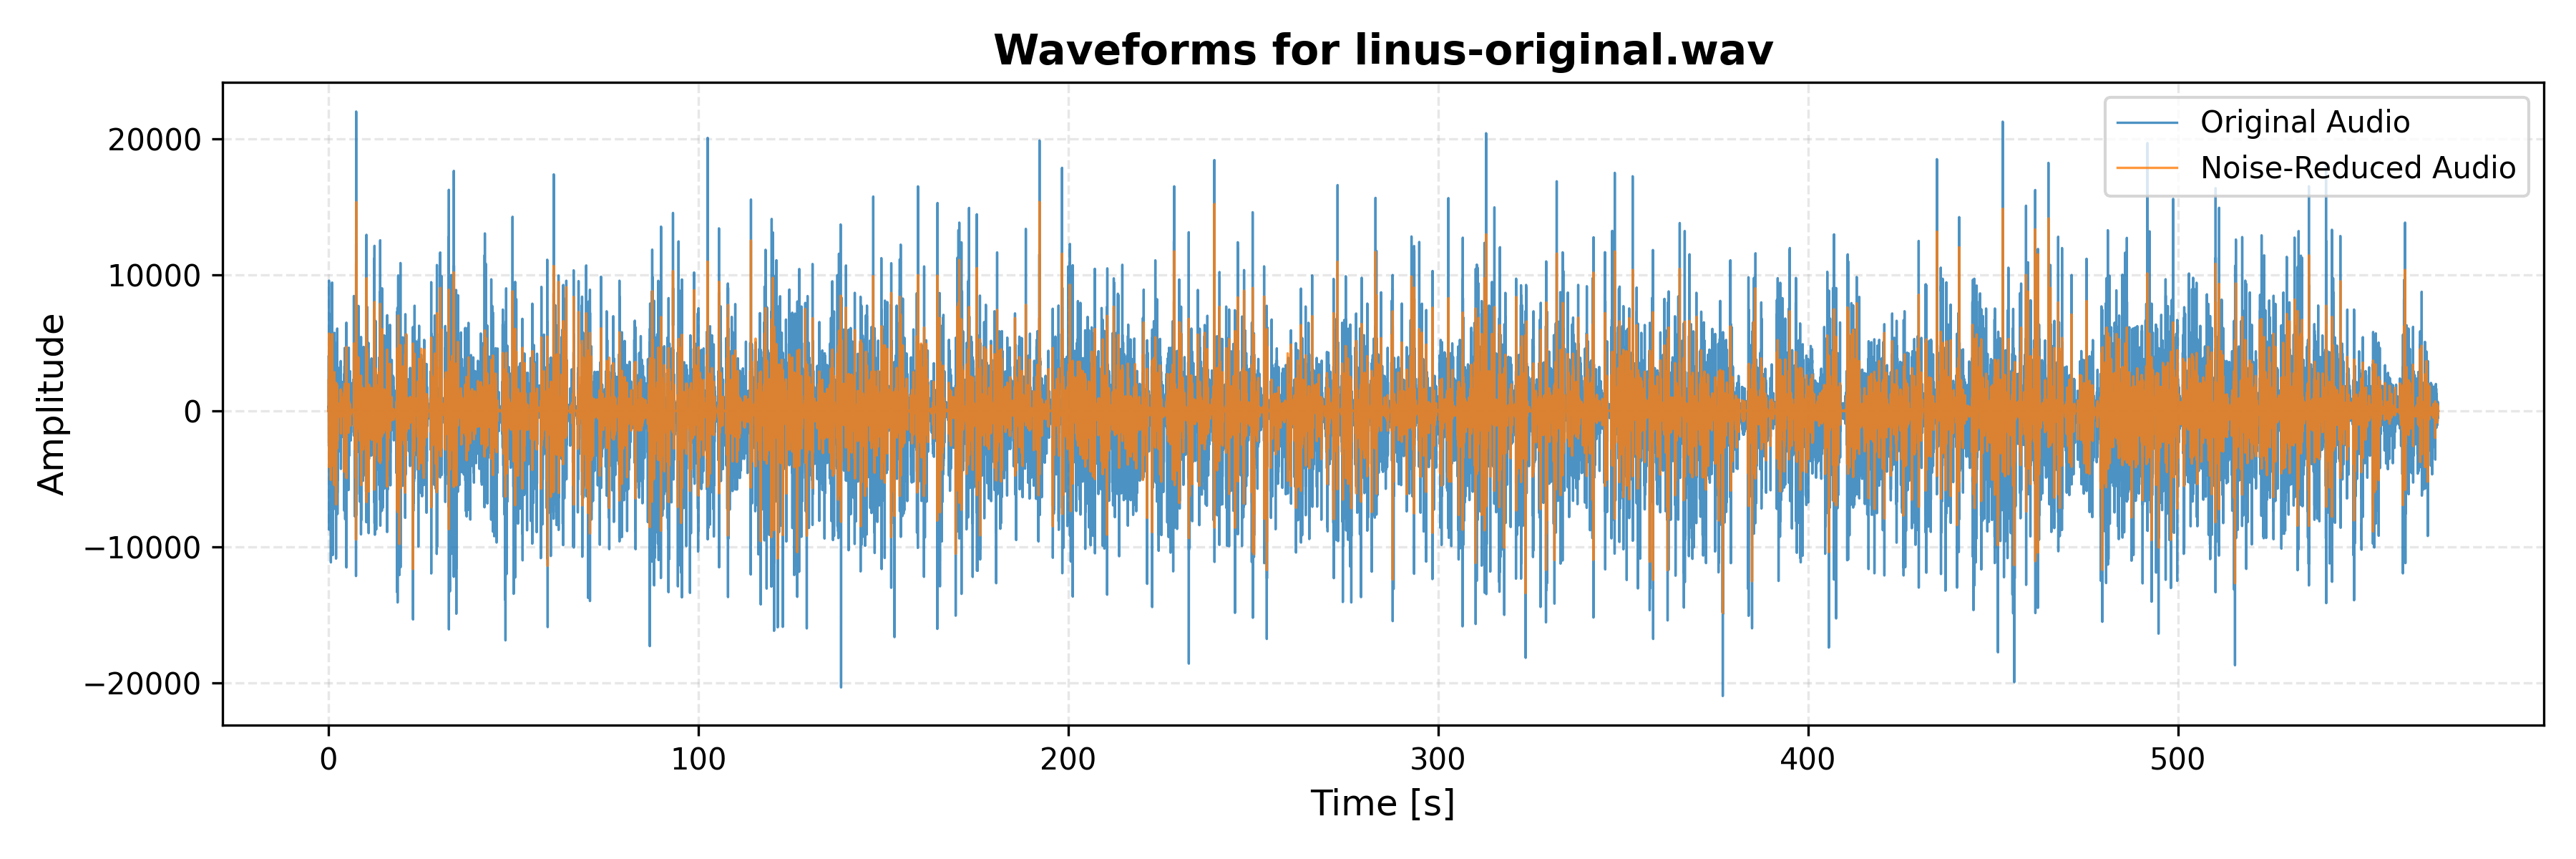 Waveforms for linus-original.wav
Original Audio
Noise-Reduced Audio
20000
10000
0
−10000
−20000
Amplitude
0 100 200 300 400 500
Time [s]